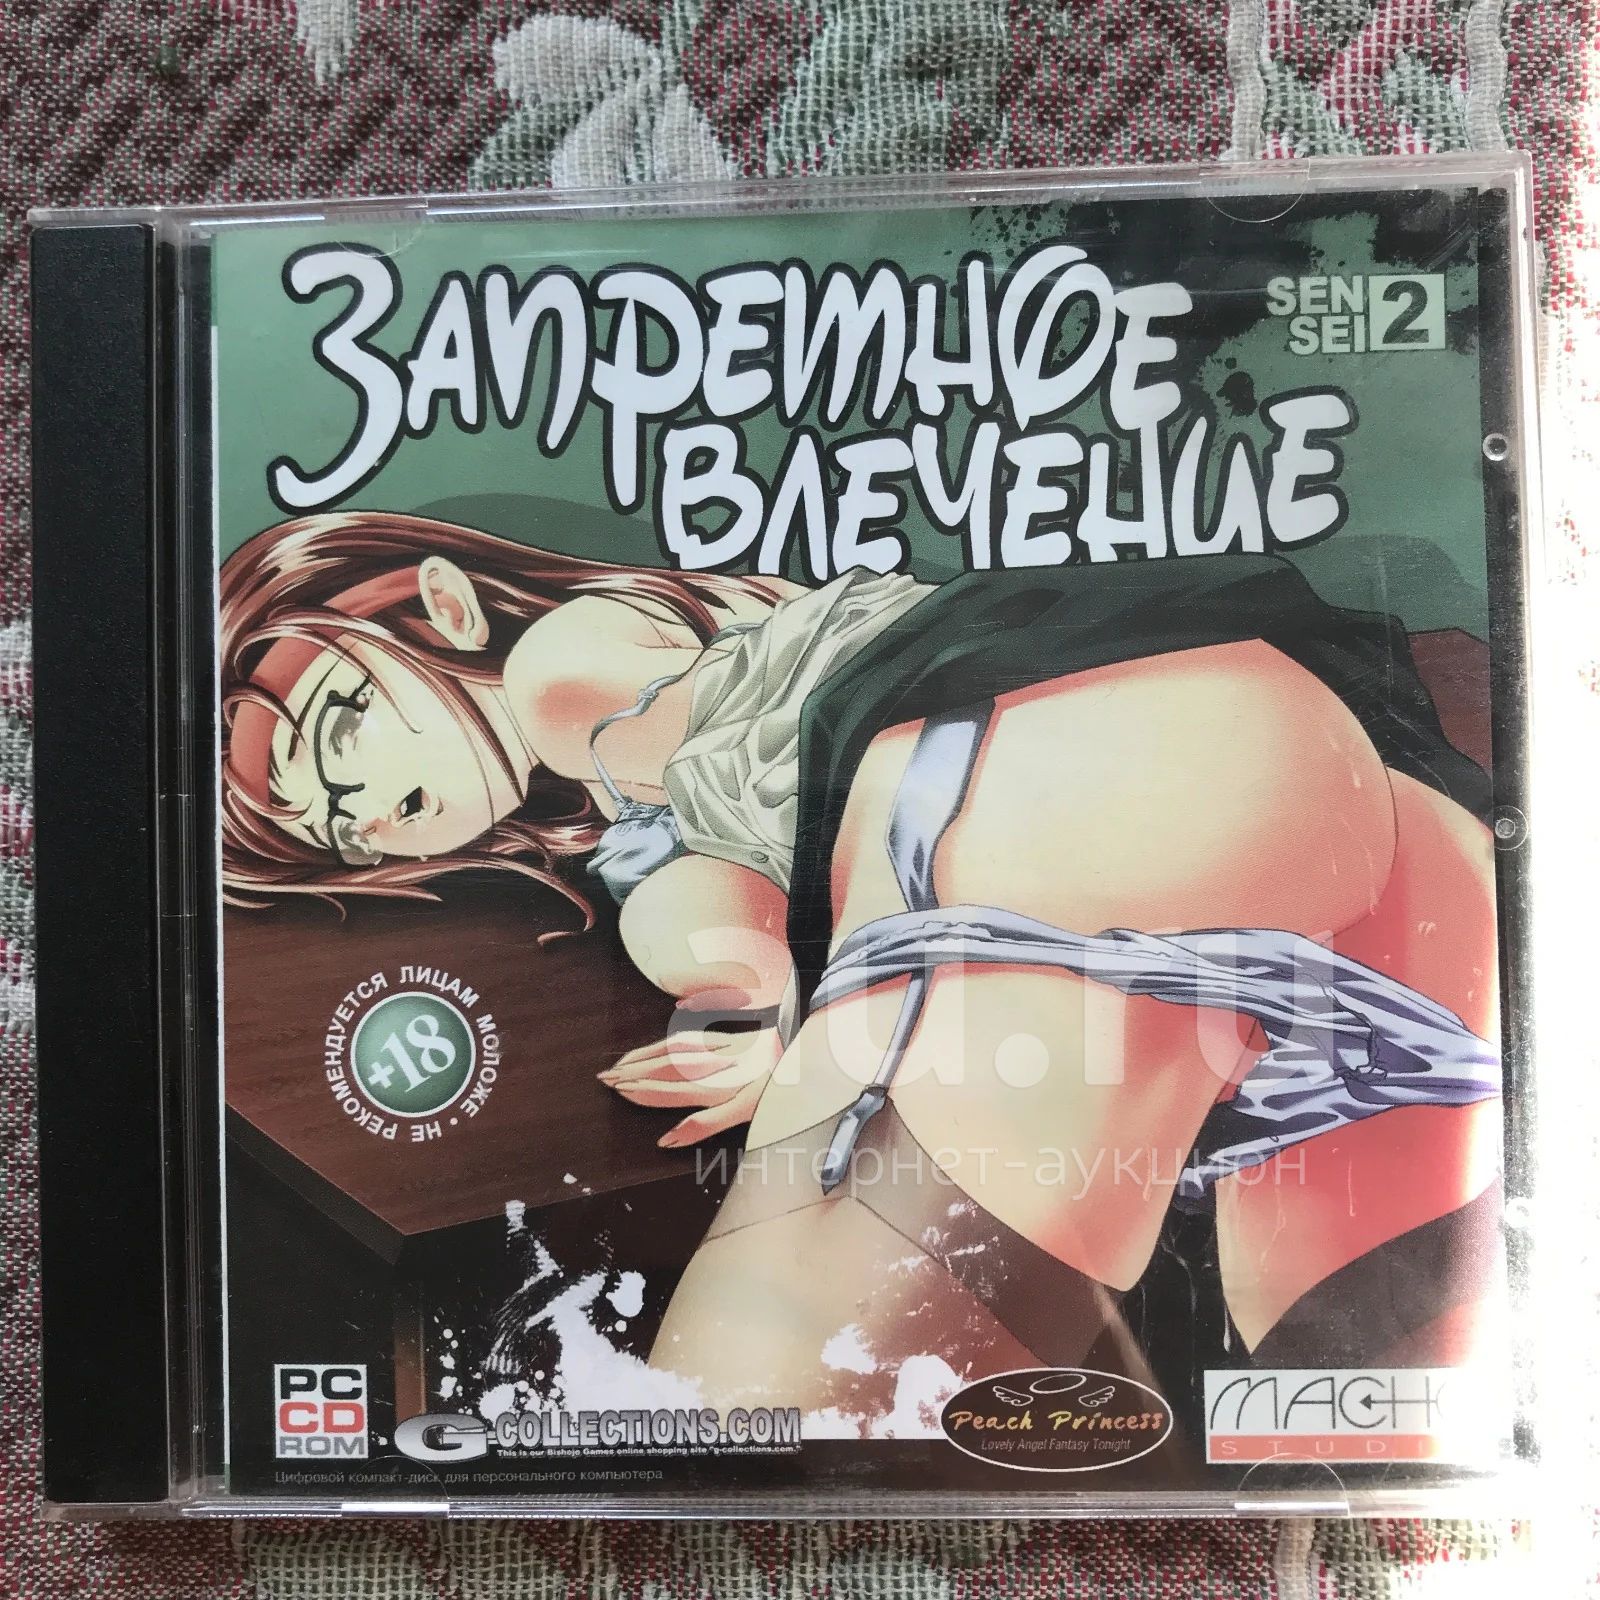 Запретное
влечение
SEN
SEI 2
НЕ РЕКОМЕНДУЕТСЯ ЛИЦАМ МОЛОЖЕ •
+18
au.ru
интернет-аукцион
PC
CD
ROM
G-COLLECTIONS.COM
This is our Bishojo Games online shopping site "g-collections.com."
Peach Princess
Lovely Angel Fantasy Tonight
MACHO
STUDI
Цифровой компакт-диск для персонального компьютера